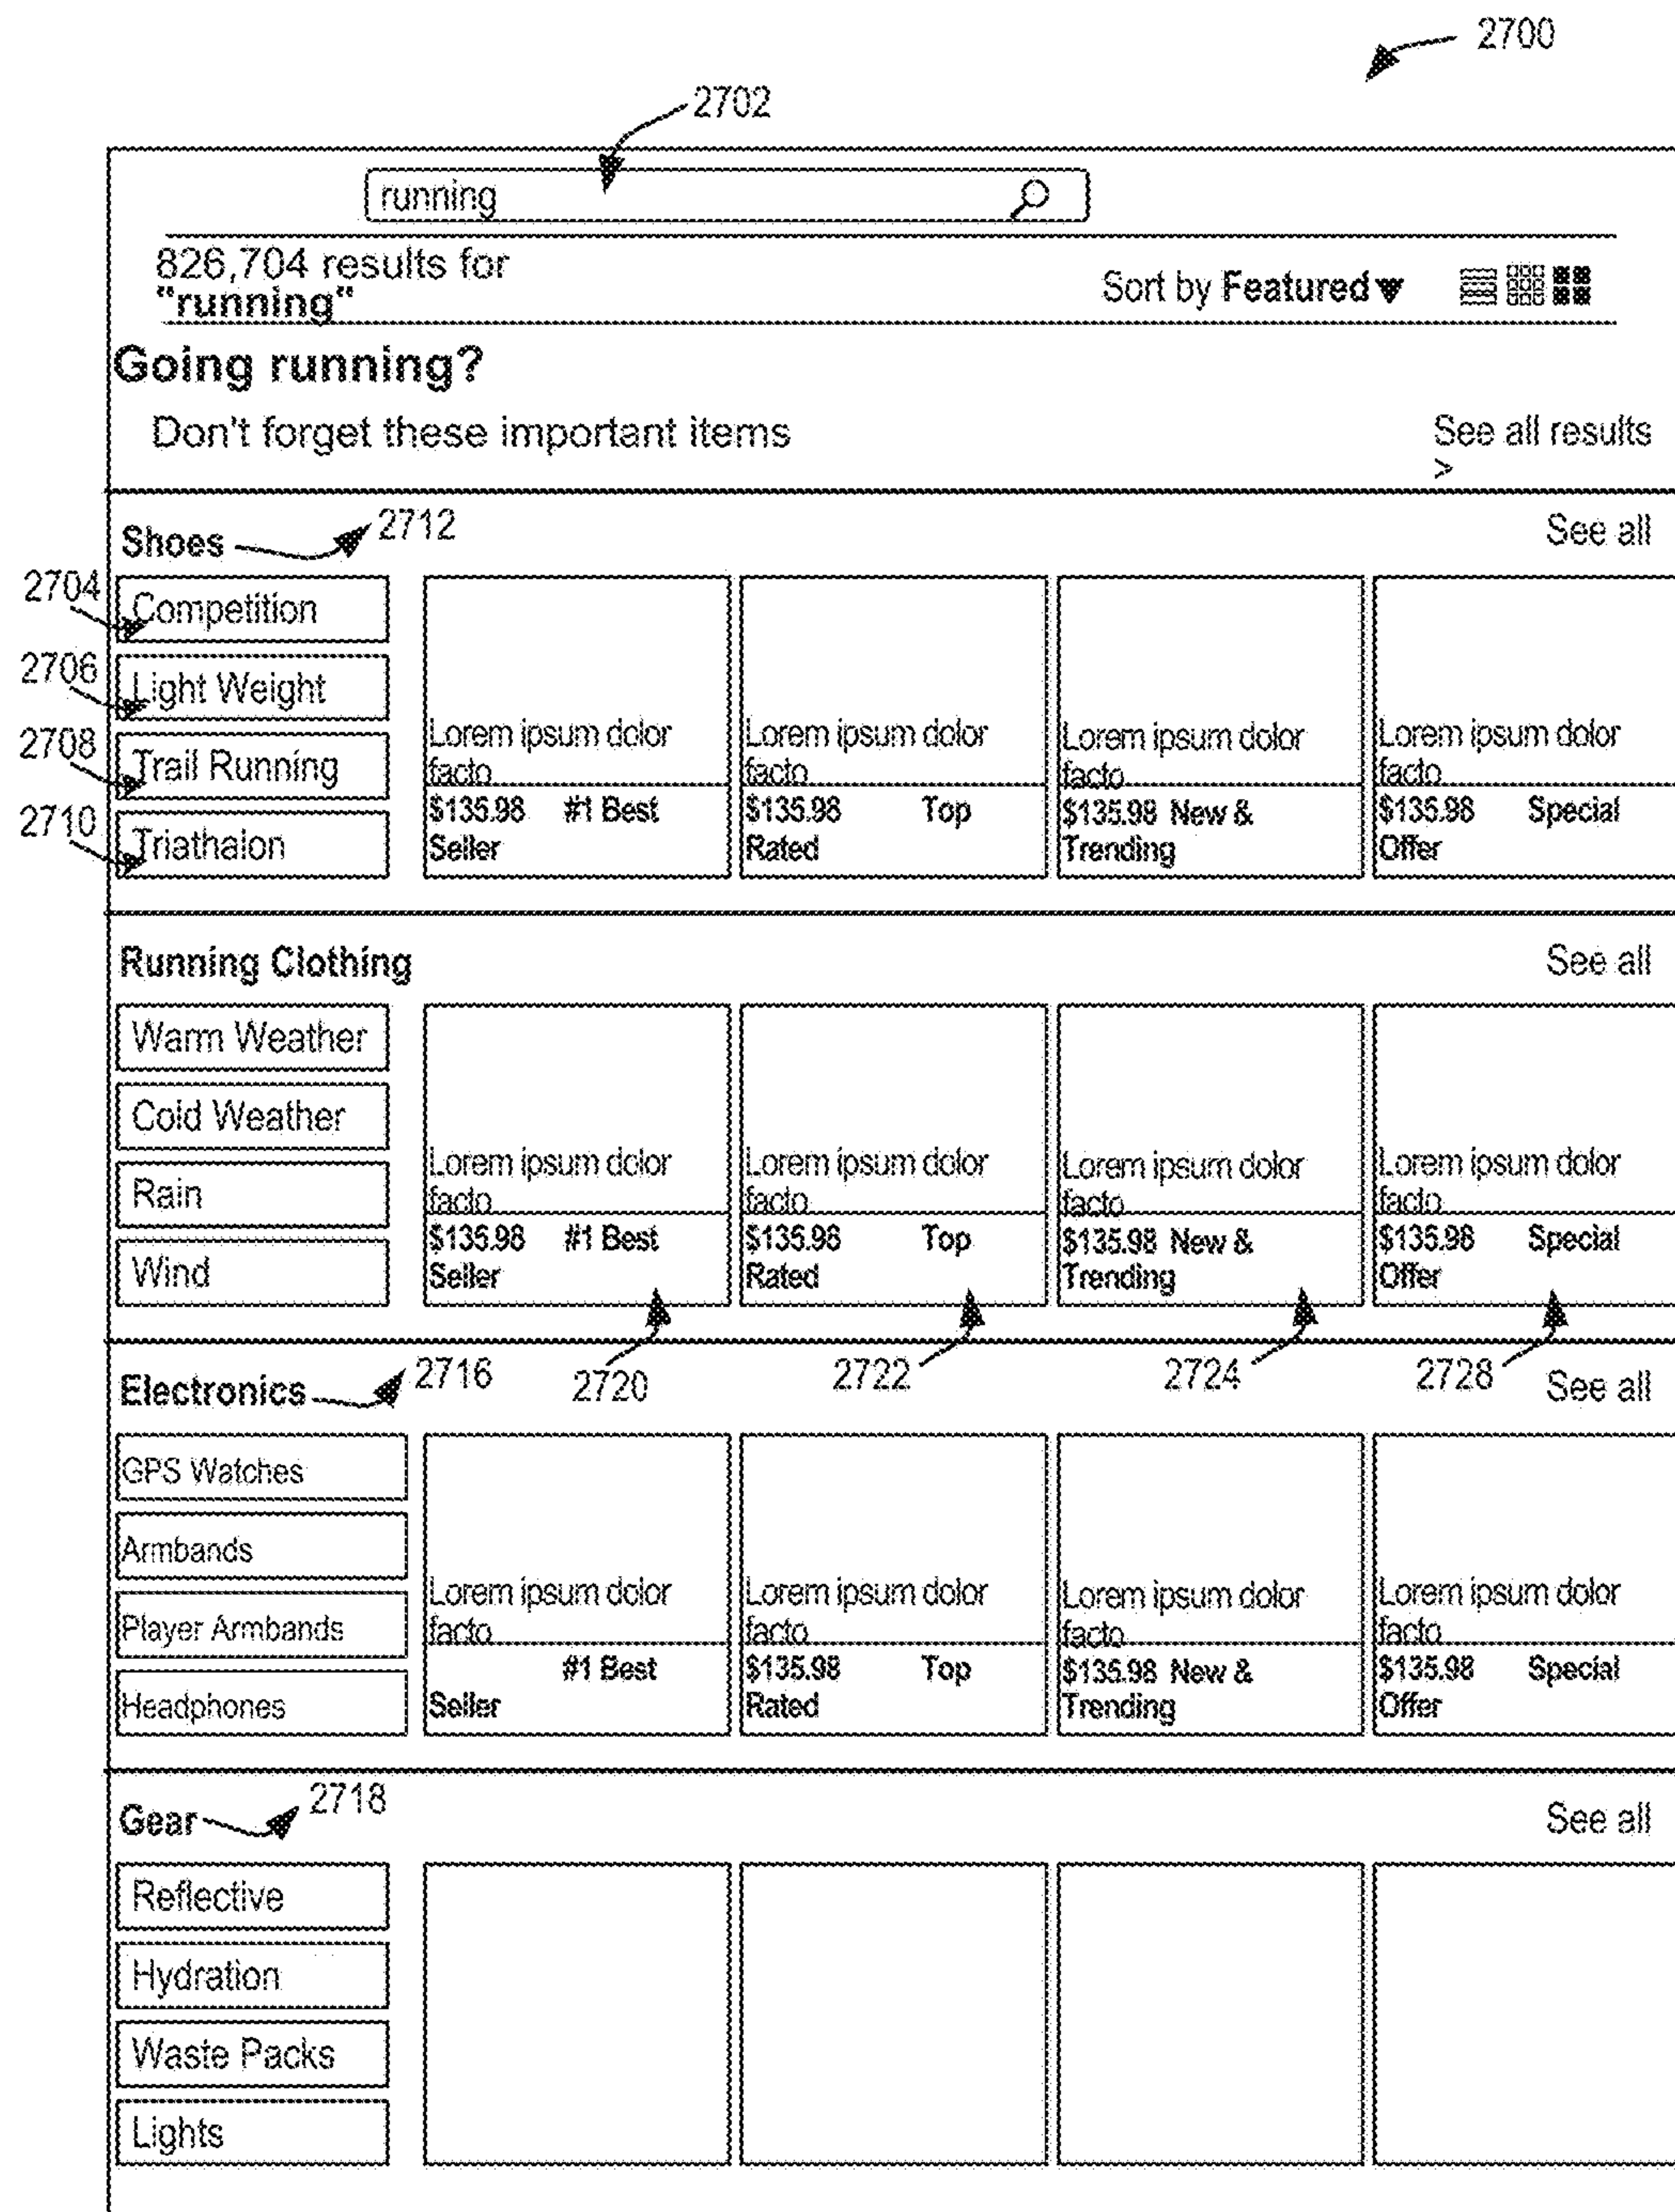 2700
2702
running
826,704 results for
"running"
Sort by Featured
Going running?
Don't forget these important items
See all results
>
Shoes
2712
See all
2704
Competition
2706
Light Weight
2708
Trail Running
2710
Triathalon
Lorem ipsum dolor
facto
$135.98 #1 Best
Seller
Lorem ipsum dolor
facto
$135.98 Top
Rated
Lorem ipsum dolor
facto
$135.98 New &
Trending
Lorem ipsum dolor
facto
$135.98 Special
Offer
Running Clothing
See all
Warm Weather
Cold Weather
Rain
Wind
Lorem ipsum dolor
facto
$135.98 #1 Best
Seller
Lorem ipsum dolor
facto
$135.98 Top
Rated
Lorem ipsum dolor
facto
$135.98 New &
Trending
Lorem ipsum dolor
facto
$135.98 Special
Offer
2720
2722
2724
2728
Electronics
2716
See all
GPS Watches
Armbands
Player Armbands
Headphones
Lorem ipsum dolor
facto
#1 Best
Seller
Lorem ipsum dolor
facto
$135.98 Top
Rated
Lorem ipsum dolor
facto
$135.98 New &
Trending
Lorem ipsum dolor
facto
$135.98 Special
Offer
Gear
2718
See all
Reflective
Hydration
Waste Packs
Lights